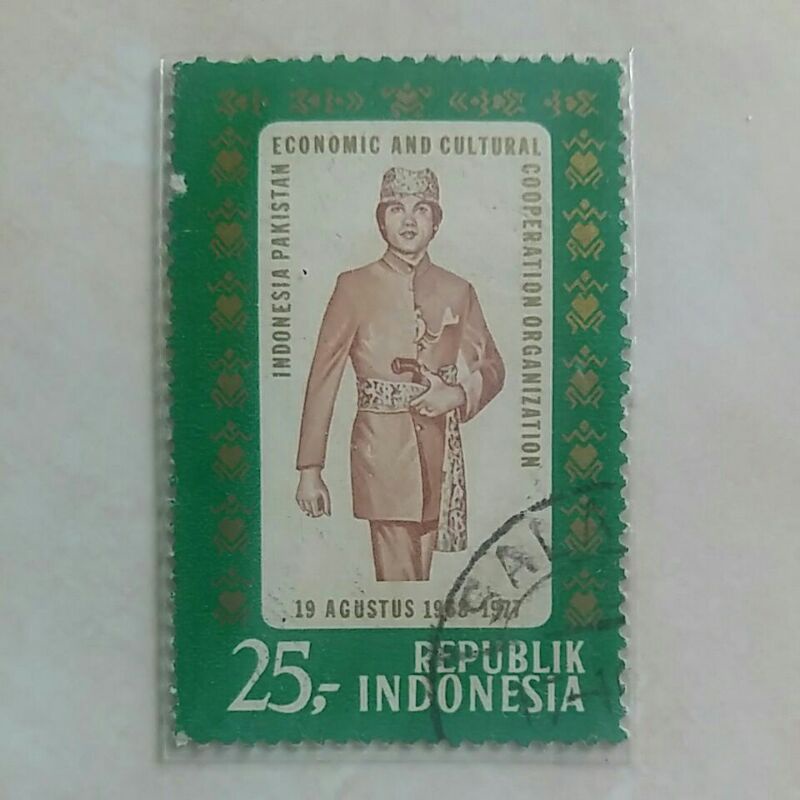 ECONOMIC AND CULTURAL
INDONESIA PAKISTAN
COOPERATION ORGANIZATION
19 AGUSTUS 1968-1977
25,-
REPUBLIK
INDONESIA